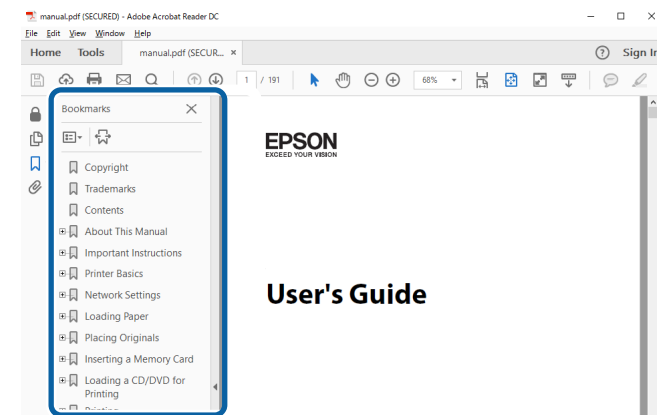 manual.pdf (SECURED) - Adobe Acrobat Reader DC
File Edit View Window Help
Home Tools manual.pdf (SECUR... ×
? Sign In
1 / 191 68%
Bookmarks
Copyright
Trademarks
Contents
About This Manual
Important Instructions
Printer Basics
Network Settings
Loading Paper
Placing Originals
Inserting a Memory Card
Loading a CD/DVD for
Printing
Printing
EPSON
EXCEED YOUR VISION
User's Guide